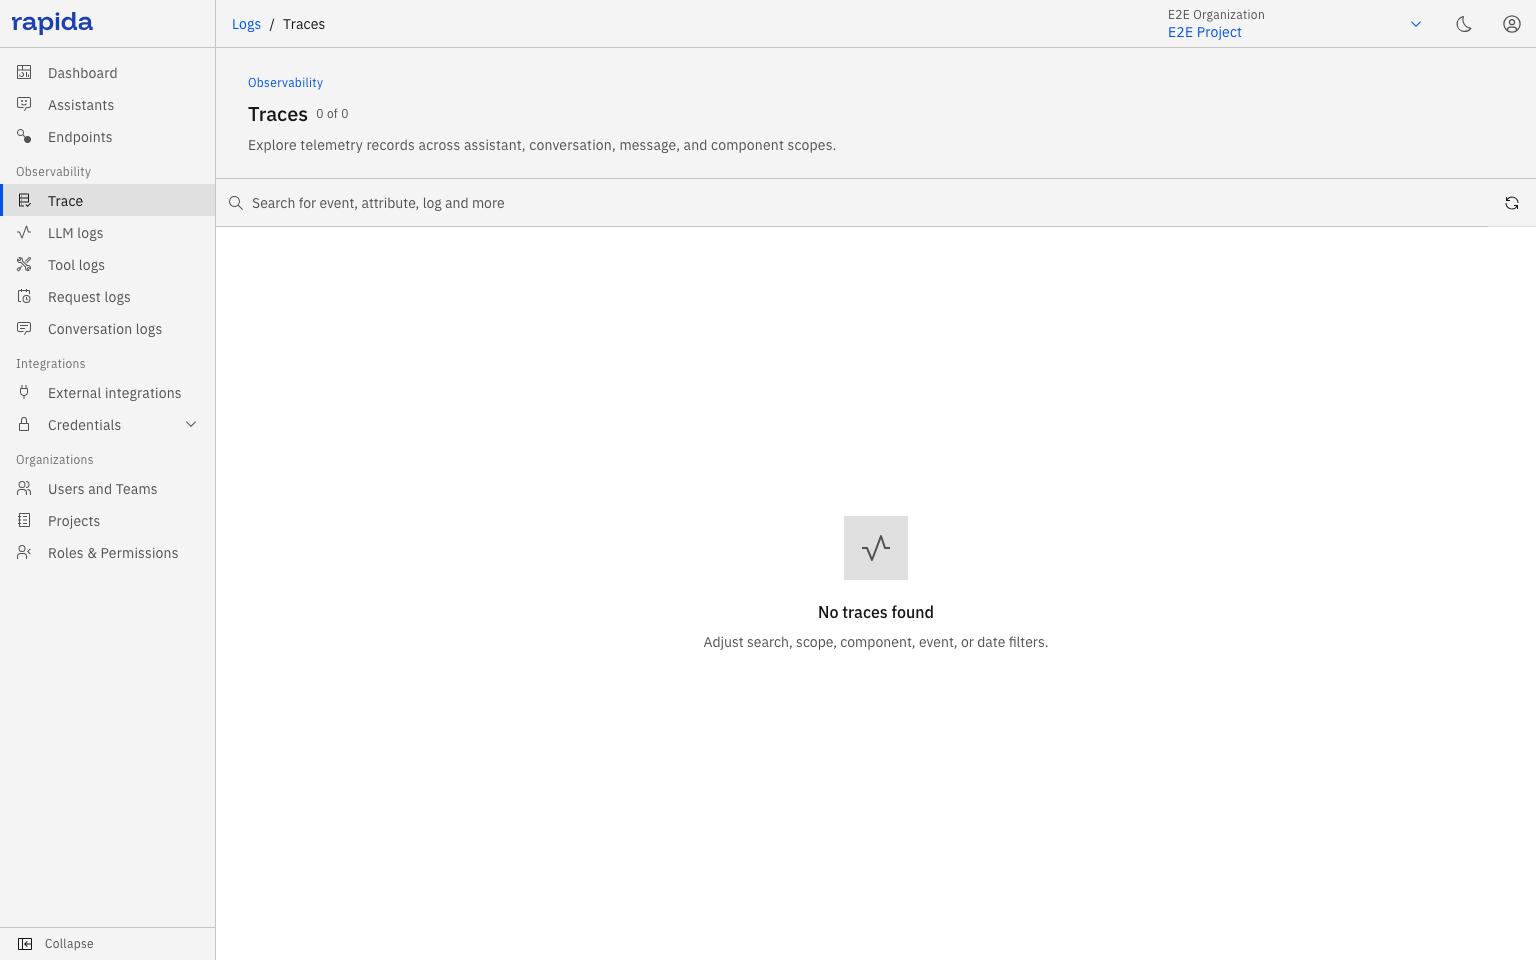 rapida
Logs / Traces
E2E Organization
E2E Project
Dashboard
Assistants
Endpoints
Observability
Trace
LLM logs
Tool logs
Request logs
Conversation logs
Integrations
External integrations
Credentials
Organizations
Users and Teams
Projects
Roles & Permissions
Collapse
Observability
Traces 0 of 0
Explore telemetry records across assistant, conversation, message, and component scopes.
Search for event, attribute, log and more
No traces found
Adjust search, scope, component, event, or date filters.